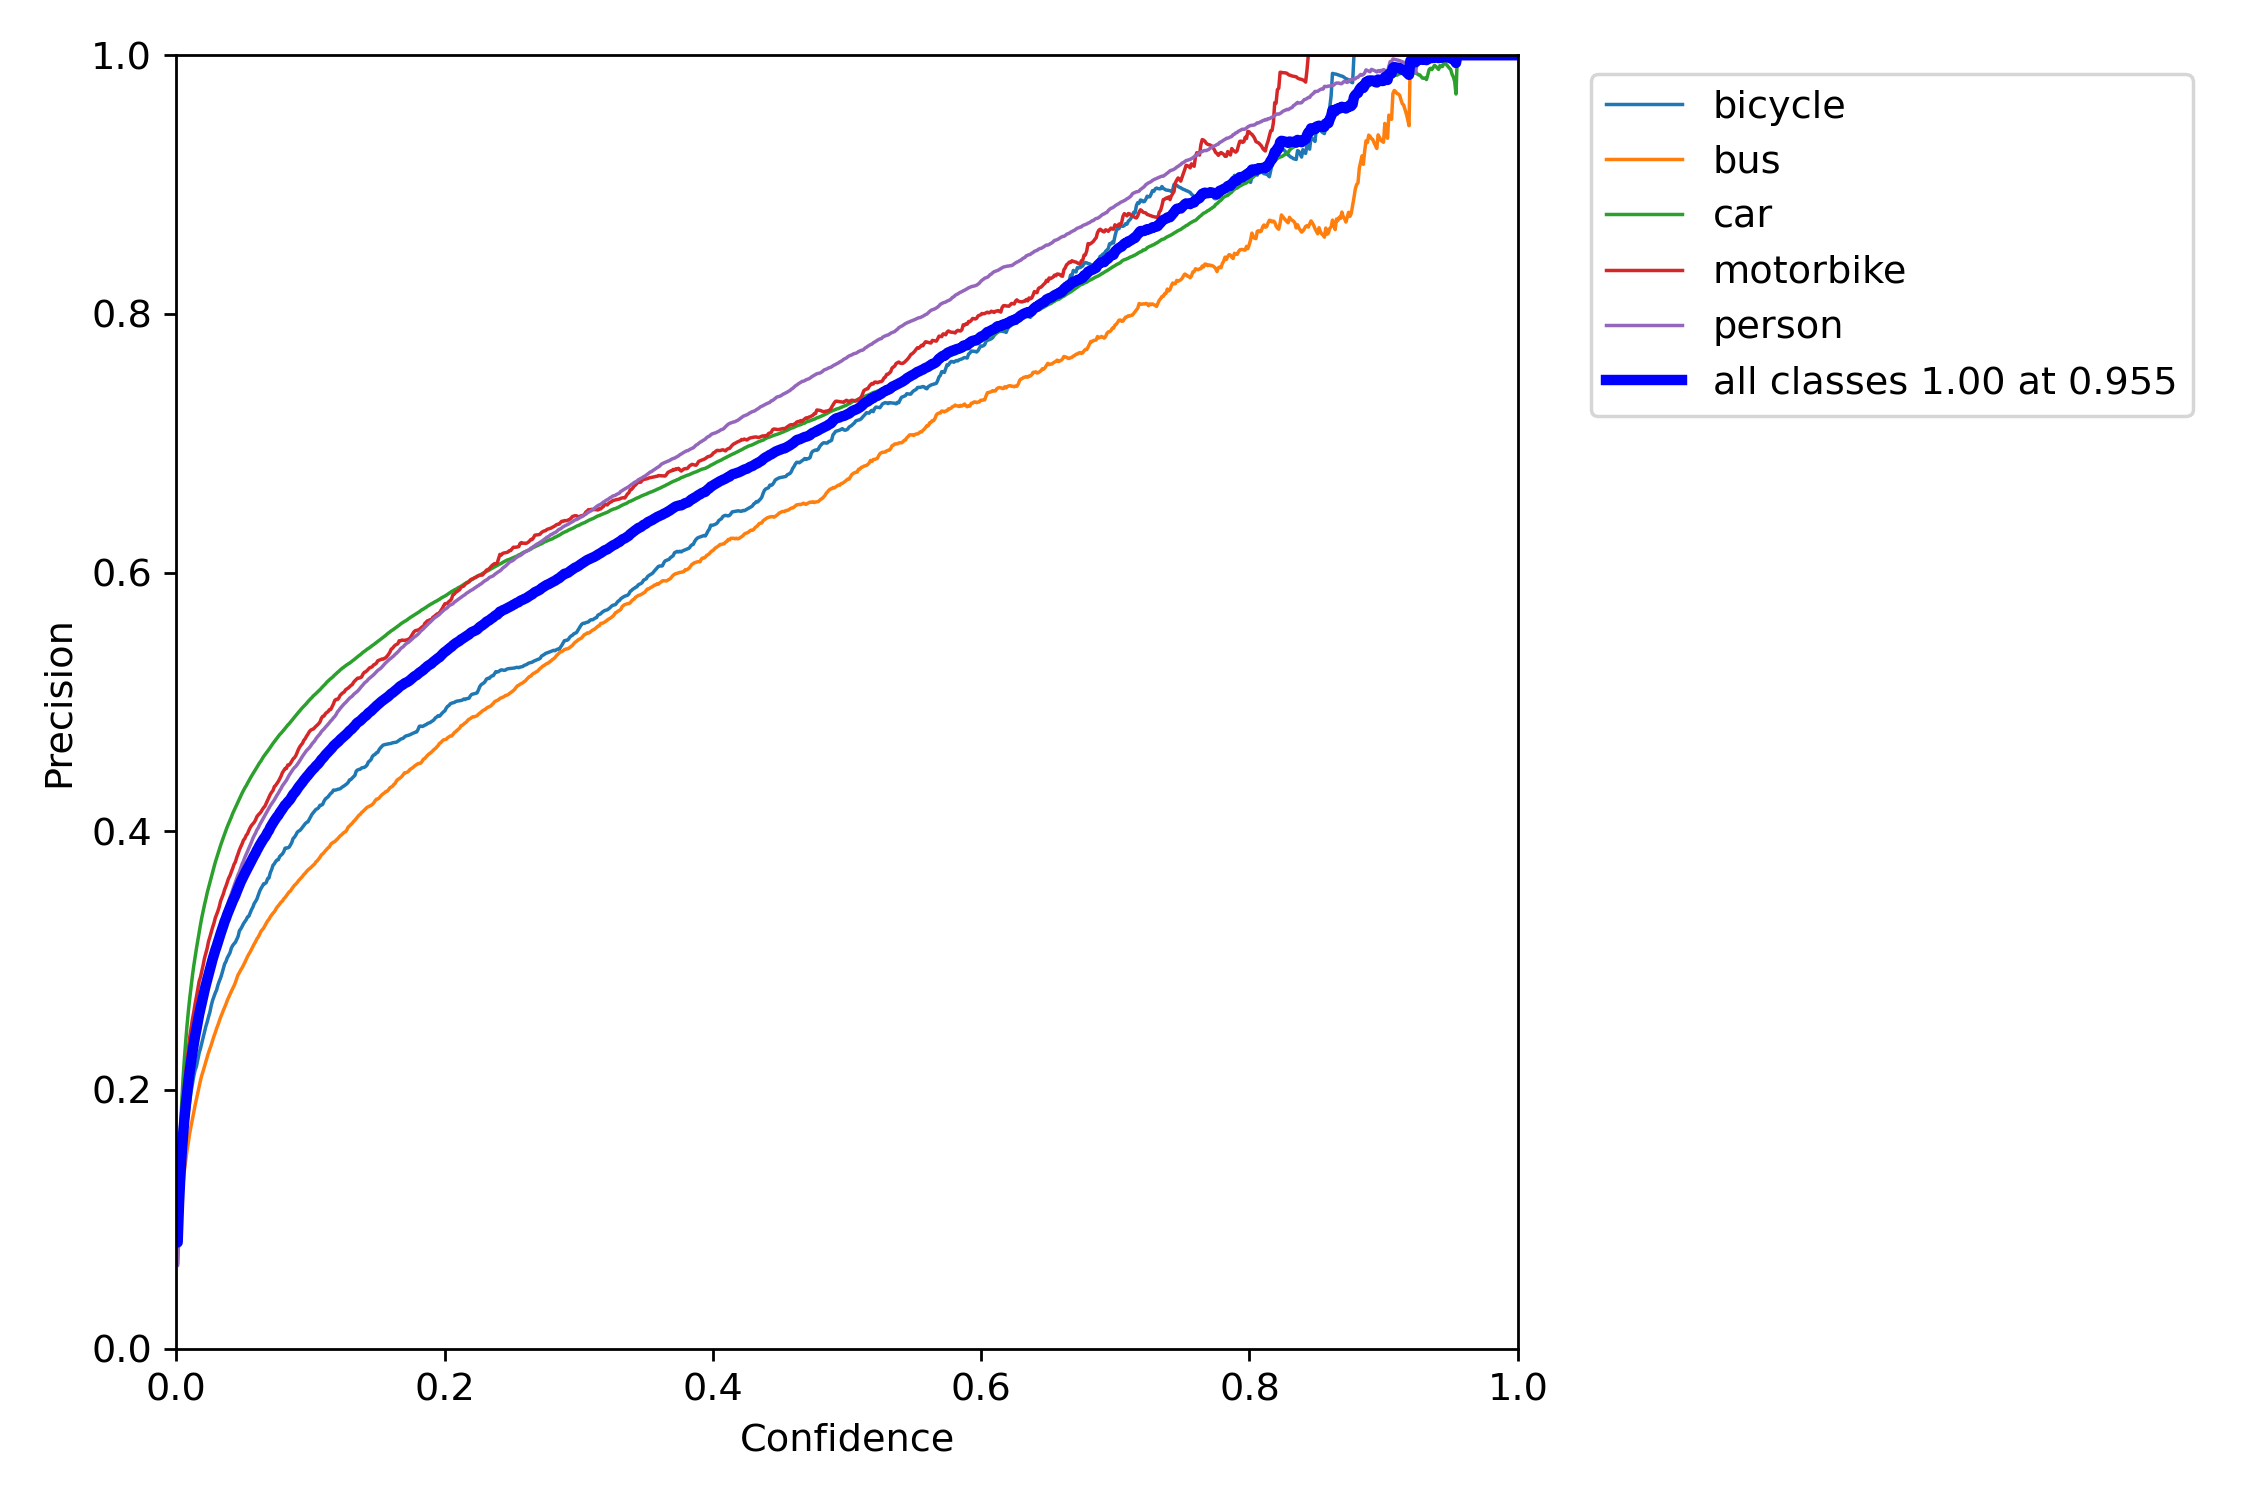 1.0
0.8
0.6
0.4
0.2
0.0
Precision
0.0 0.2 0.4 0.6 0.8 1.0
Confidence
bicycle
bus
car
motorbike
person
all classes 1.00 at 0.955